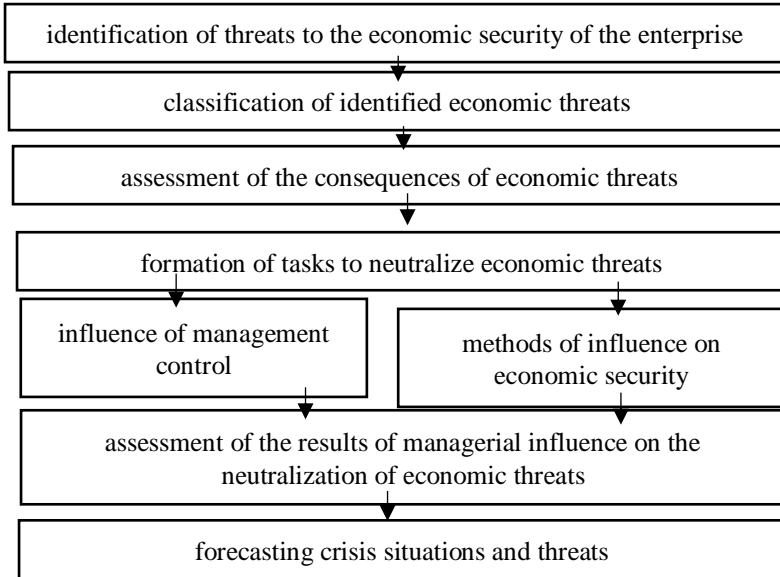 identification of threats to the economic security of the enterprise
classification of identified economic threats
assessment of the consequences of economic threats
formation of tasks to neutralize economic threats
influence of management
control
methods of influence on
economic security
assessment of the results of managerial influence on the
neutralization of economic threats
forecasting crisis situations and threats